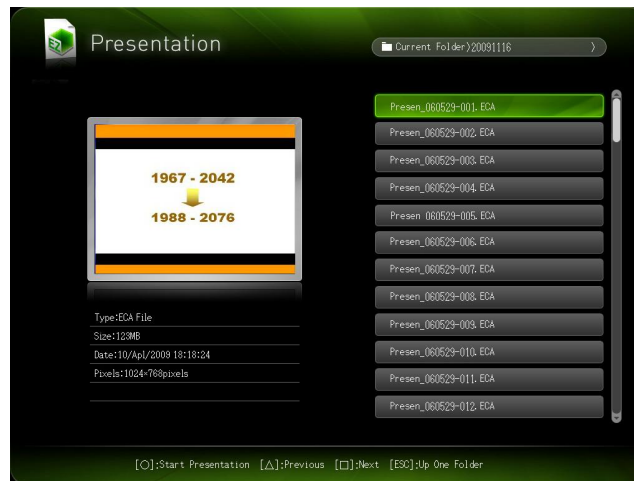 Presentation
Current Folder〉20091116 〉
1967 - 2042
1988 - 2076
Type:ECA File
Size:123MB
Date:10/Apl/2009 18:18:24
Pixels:1024×768pixels
Presen_060529-001.ECA
Presen_060529-002.ECA
Presen_060529-003.ECA
Presen_060529-004.ECA
Presen 060529-005.ECA
Presen_060529-006.ECA
Presen_060529-007.ECA
Presen_060529-008.ECA
Presen_060529-009.ECA
Presen_060529-010.ECA
Presen_060529-011.ECA
Presen_060529-012.ECA
[○]:Start Presentation [△]:Previous [□]:Next [ESC]:Up One Folder